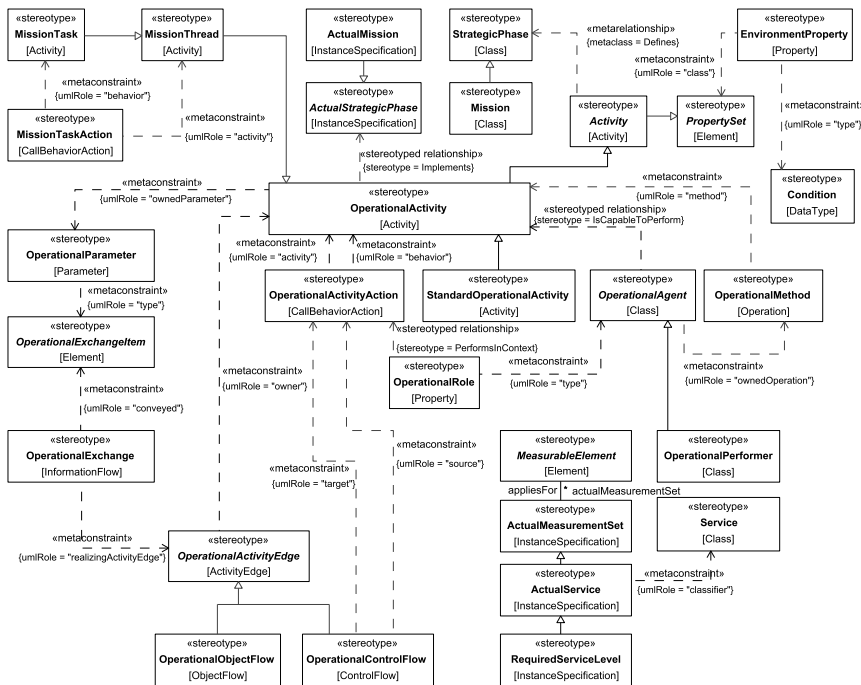 «stereotype»
MissionTask
[Activity]
«stereotype»
MissionThread
[Activity]
«stereotype»
ActualMission
[InstanceSpecification]
«stereotype»
StrategicPhase
[Class]
«metarelationship»
{metaclass = Defines}
«stereotype»
EnvironmentProperty
[Property]
«metaconstraint»
{umlRole = "class"}
«metaconstraint»
{umlRole = "behavior"}
«stereotype»
MissionTaskAction
[CallBehaviorAction]
«metaconstraint»
{umlRole = "activity"}
«stereotype»
ActualStrategicPhase
[InstanceSpecification]
«stereotype»
Mission
[Class]
«stereotype»
Activity
[Activity]
«stereotype»
PropertySet
[Element]
«metaconstraint»
{umlRole = "type"}
«stereotyped relationship»
{stereotype = Implements}
«metaconstraint»
{umlRole = "ownedParameter"}
«stereotype»
OperationalActivity
[Activity]
«metaconstraint»
{umlRole = "method"}
«stereotype»
Condition
[DataType]
«stereotyped relationship»
{stereotype = IsCapableToPerform}
«stereotype»
OperationalParameter
[Parameter]
«metaconstraint»
{umlRole = "activity"}
«metaconstraint»
{umlRole = "behavior"}
«stereotype»
OperationalActivityAction
[CallBehaviorAction]
«stereotype»
StandardOperationalActivity
[Activity]
«stereotype»
OperationalAgent
[Class]
«stereotype»
OperationalMethod
[Operation]
«metaconstraint»
{umlRole = "type"}
«stereotype»
OperationalExchangeItem
[Element]
«stereotyped relationship»
{stereotype = PerformsInContext}
«metaconstraint»
{umlRole = "owner"}
«stereotype»
OperationalRole
[Property]
«metaconstraint»
{umlRole = "type"}
«metaconstraint»
{umlRole = "ownedOperation"}
«metaconstraint»
{umlRole = "conveyed"}
«stereotype»
OperationalExchange
[InformationFlow]
«metaconstraint»
{umlRole = "source"}
«metaconstraint»
{umlRole = "target"}
«stereotype»
MeasurableElement
[Element]
«stereotype»
OperationalPerformer
[Class]
appliesFor
* actualMeasurementSet
«stereotype»
ActualMeasurementSet
[InstanceSpecification]
«stereotype»
Service
[Class]
«metaconstraint»
{umlRole = "realizingActivityEdge"}
«stereotype»
OperationalActivityEdge
[ActivityEdge]
«stereotype»
ActualService
[InstanceSpecification]
«metaconstraint»
{umlRole = "classifier"}
«stereotype»
OperationalObjectFlow
[ObjectFlow]
«stereotype»
OperationalControlFlow
[ControlFlow]
«stereotype»
RequiredServiceLevel
[InstanceSpecification]